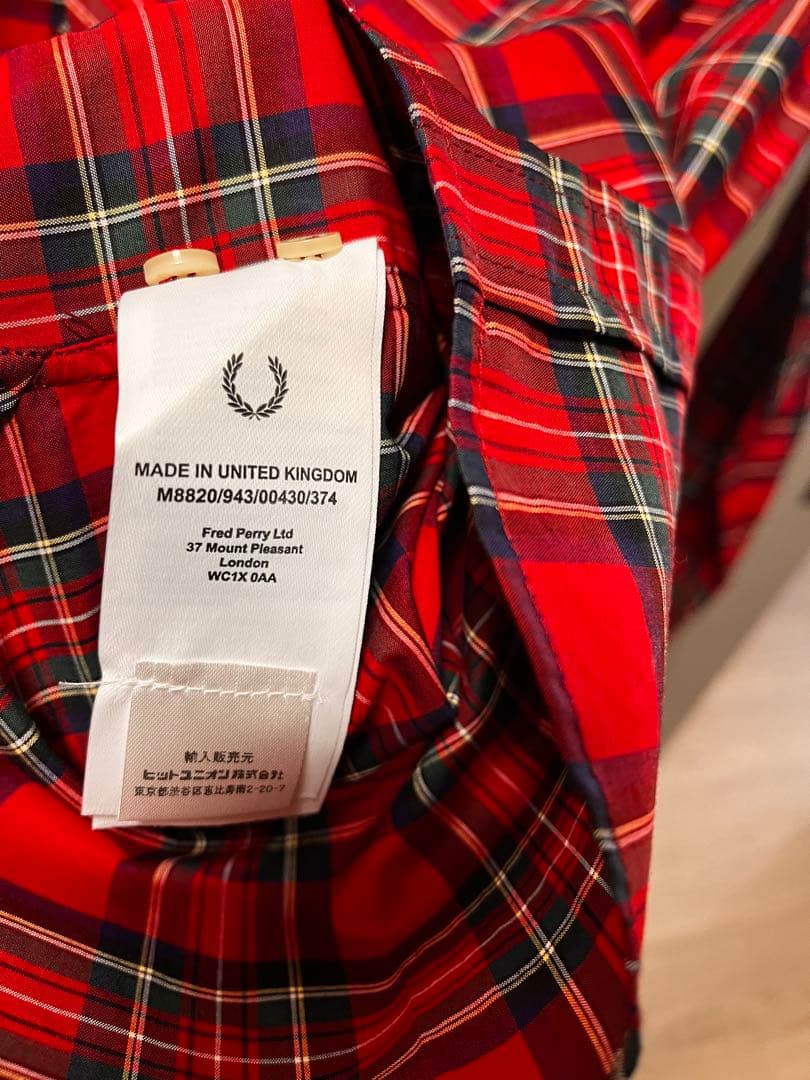 MADE IN UNITED KINGDOM
M8820/943/00430/374
Fred Perry Ltd
37 Mount Pleasant
London
WC1X 0AA
輸入販売元
ヒットユニオン株式会社
東京都渋谷区恵比寿南2-20-7